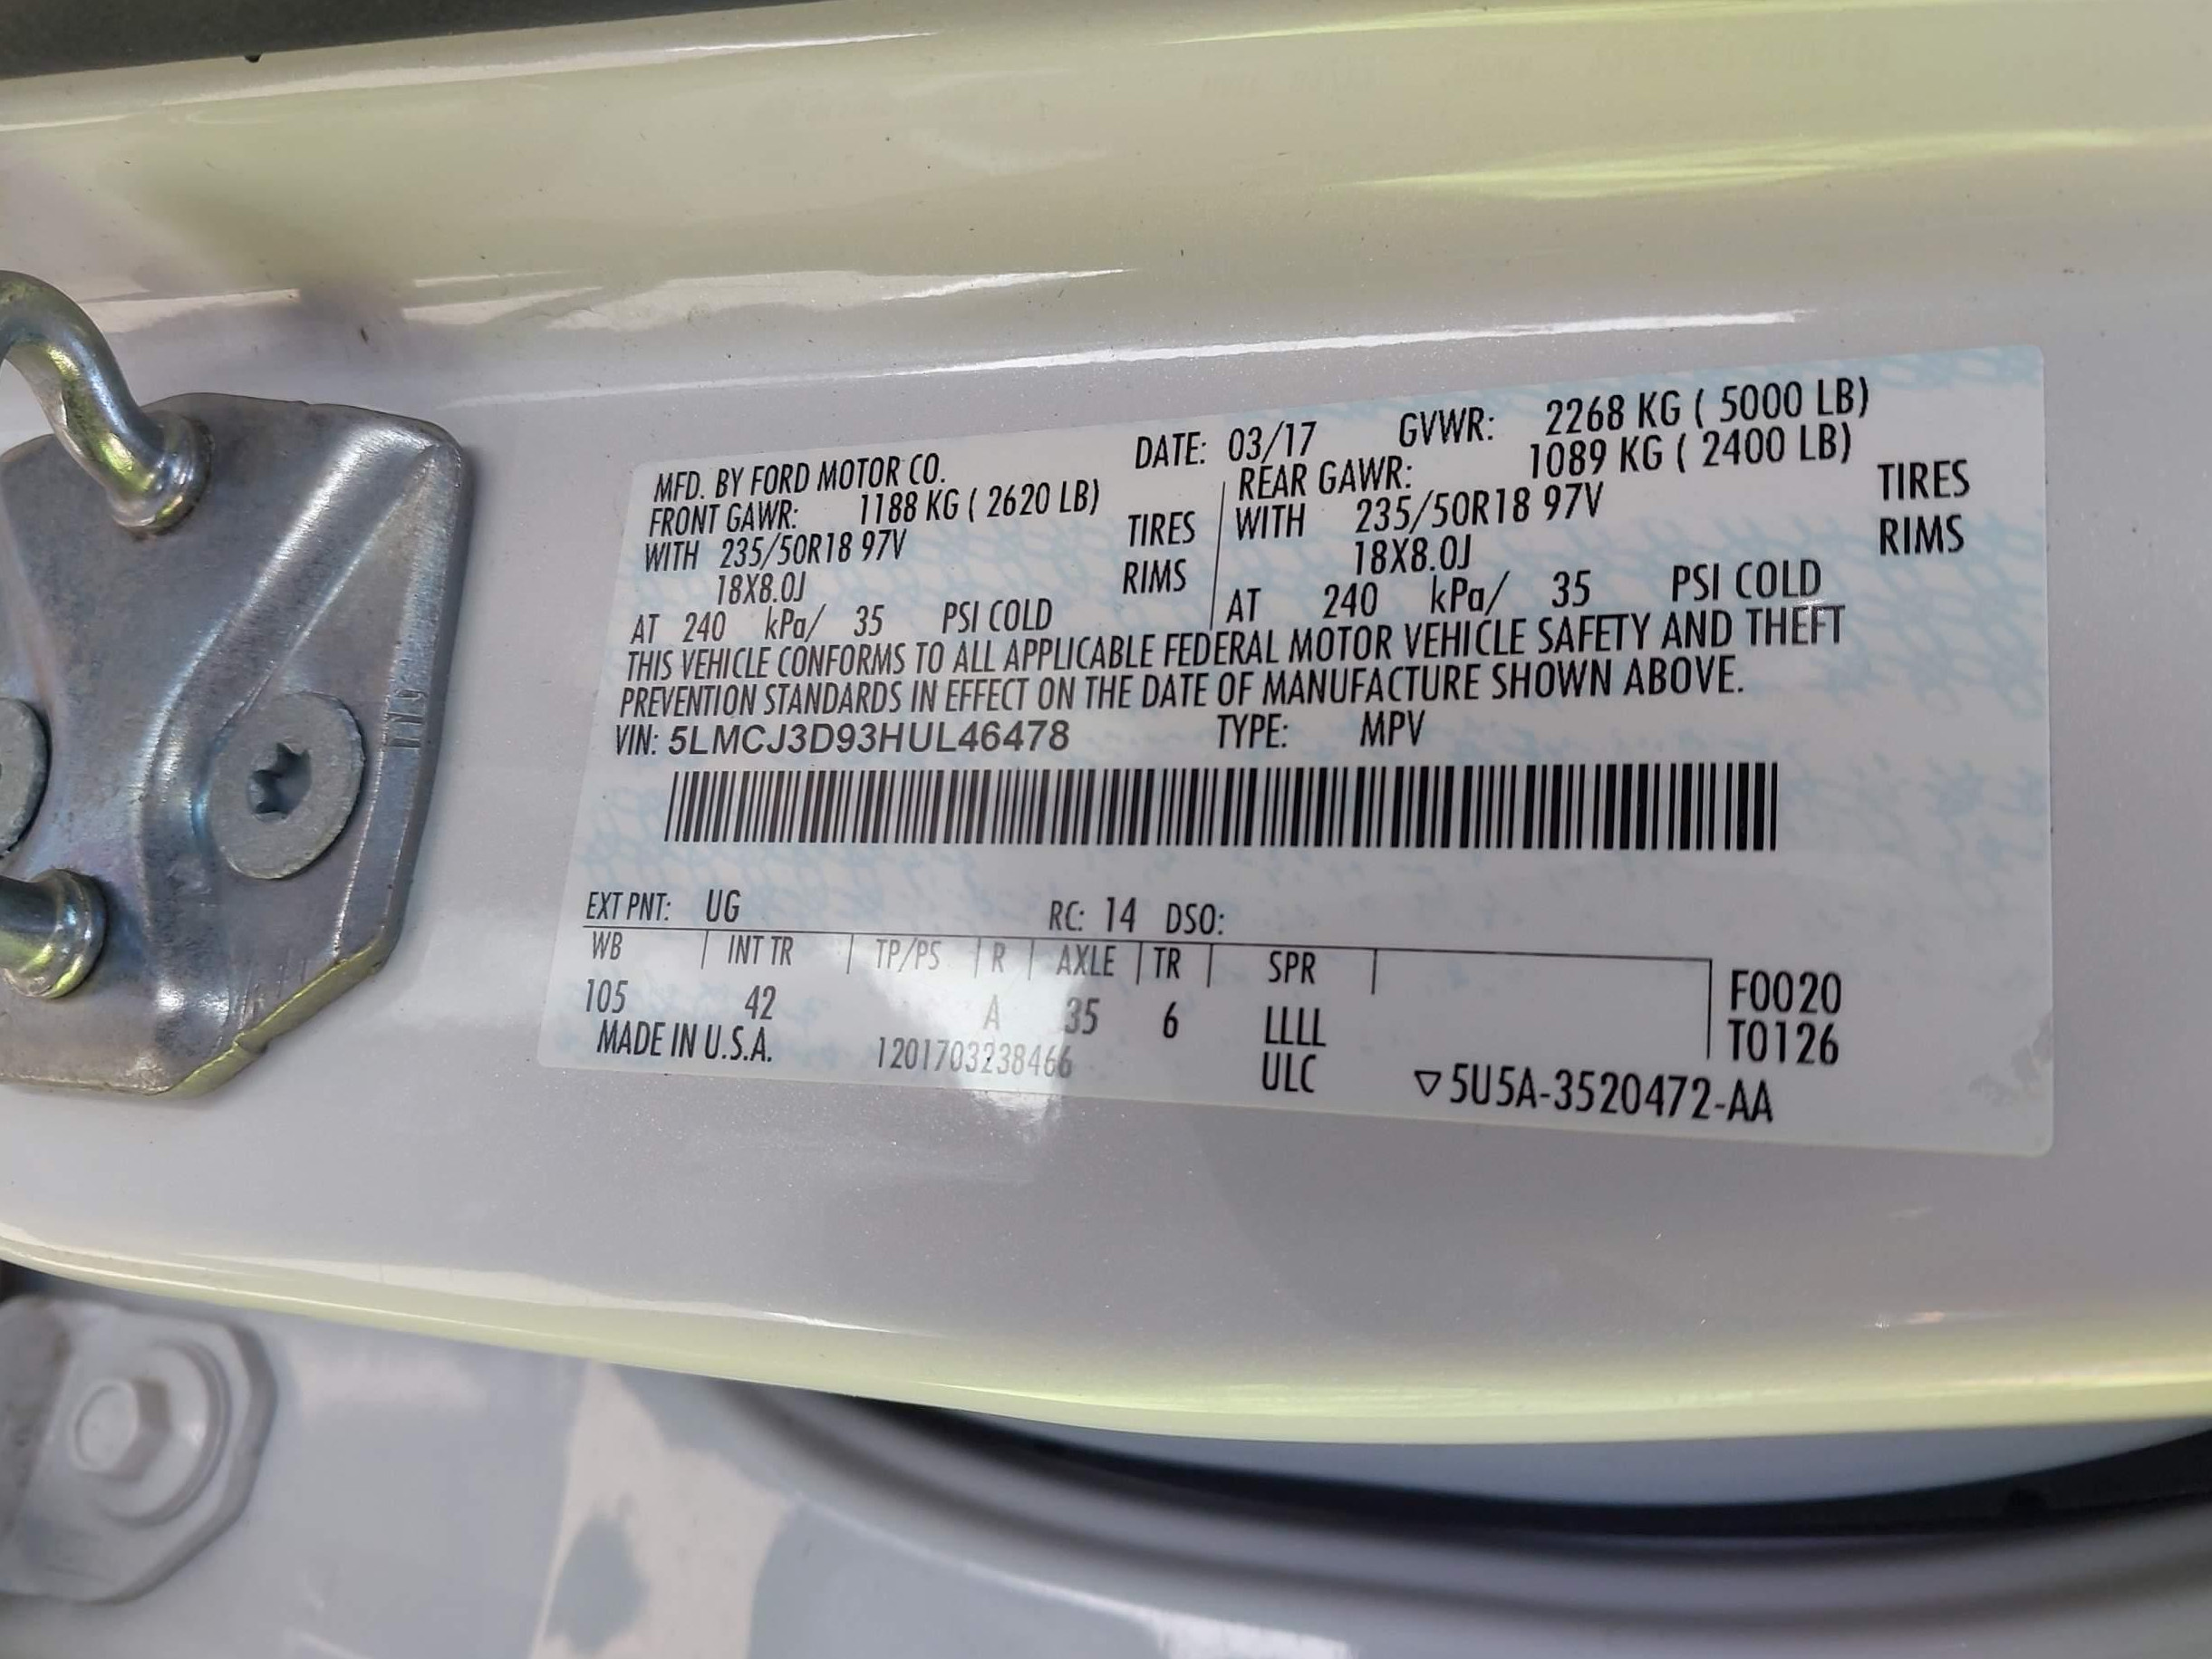 MFD. BY FORD MOTOR CO. DATE: 03/17 GVWR: 2268 KG ( 5000 LB)
FRONT GAWR: 1188 KG ( 2620 LB) REAR GAWR: 1089 KG ( 2400 LB)
WITH 235/50R18 97V TIRES WITH 235/50R18 97V TIRES
18X8.0J RIMS 18X8.0J RIMS
AT 240 kPa/ 35 PSI COLD AT 240 kPa/ 35 PSI COLD
THIS VEHICLE CONFORMS TO ALL APPLICABLE FEDERAL MOTOR VEHICLE SAFETY AND THEFT
PREVENTION STANDARDS IN EFFECT ON THE DATE OF MANUFACTURE SHOWN ABOVE.
VIN: 5LMCJ3D93HUL46478 TYPE: MPV
EXT PNT: UG RC: 14 DSO:
WB INT TR TP/PS R AXLE TR SPR F0020
105 42 A 35 6 LLLL T0126
MADE IN U.S.A. 1201703238466 ULC ▽5U5A-3520472-AA